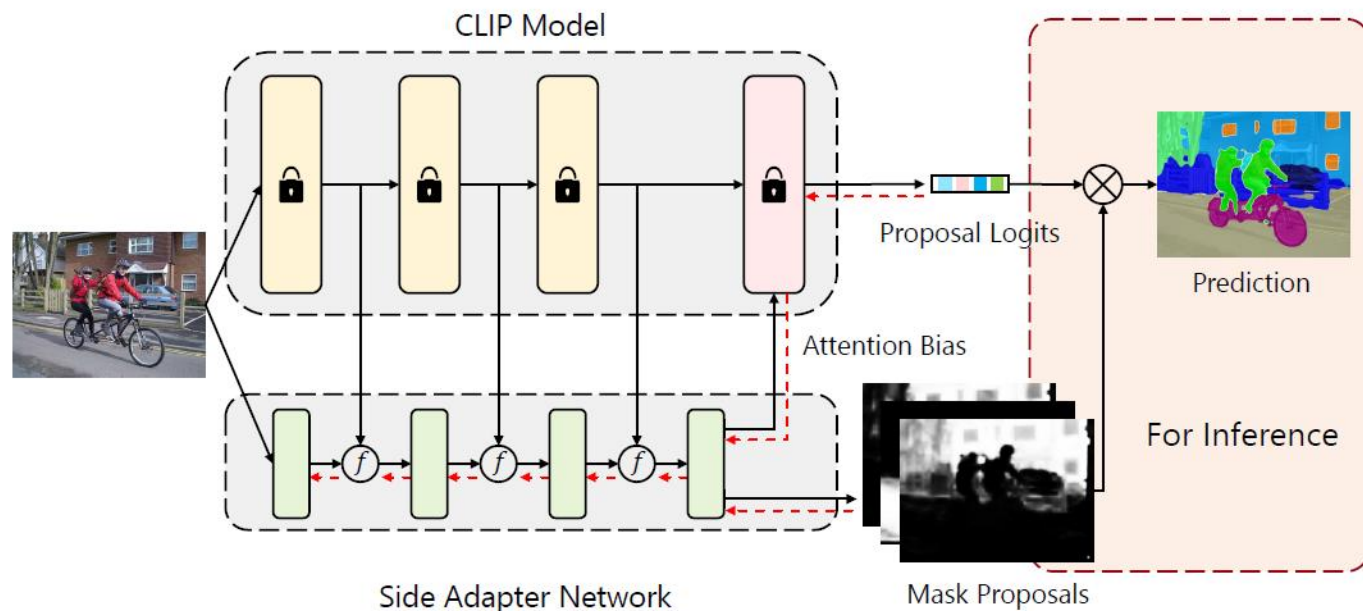 CLIP Model
Proposal Logits
Prediction
Attention Bias
f
f
f
For Inference
Side Adapter Network
Mask Proposals